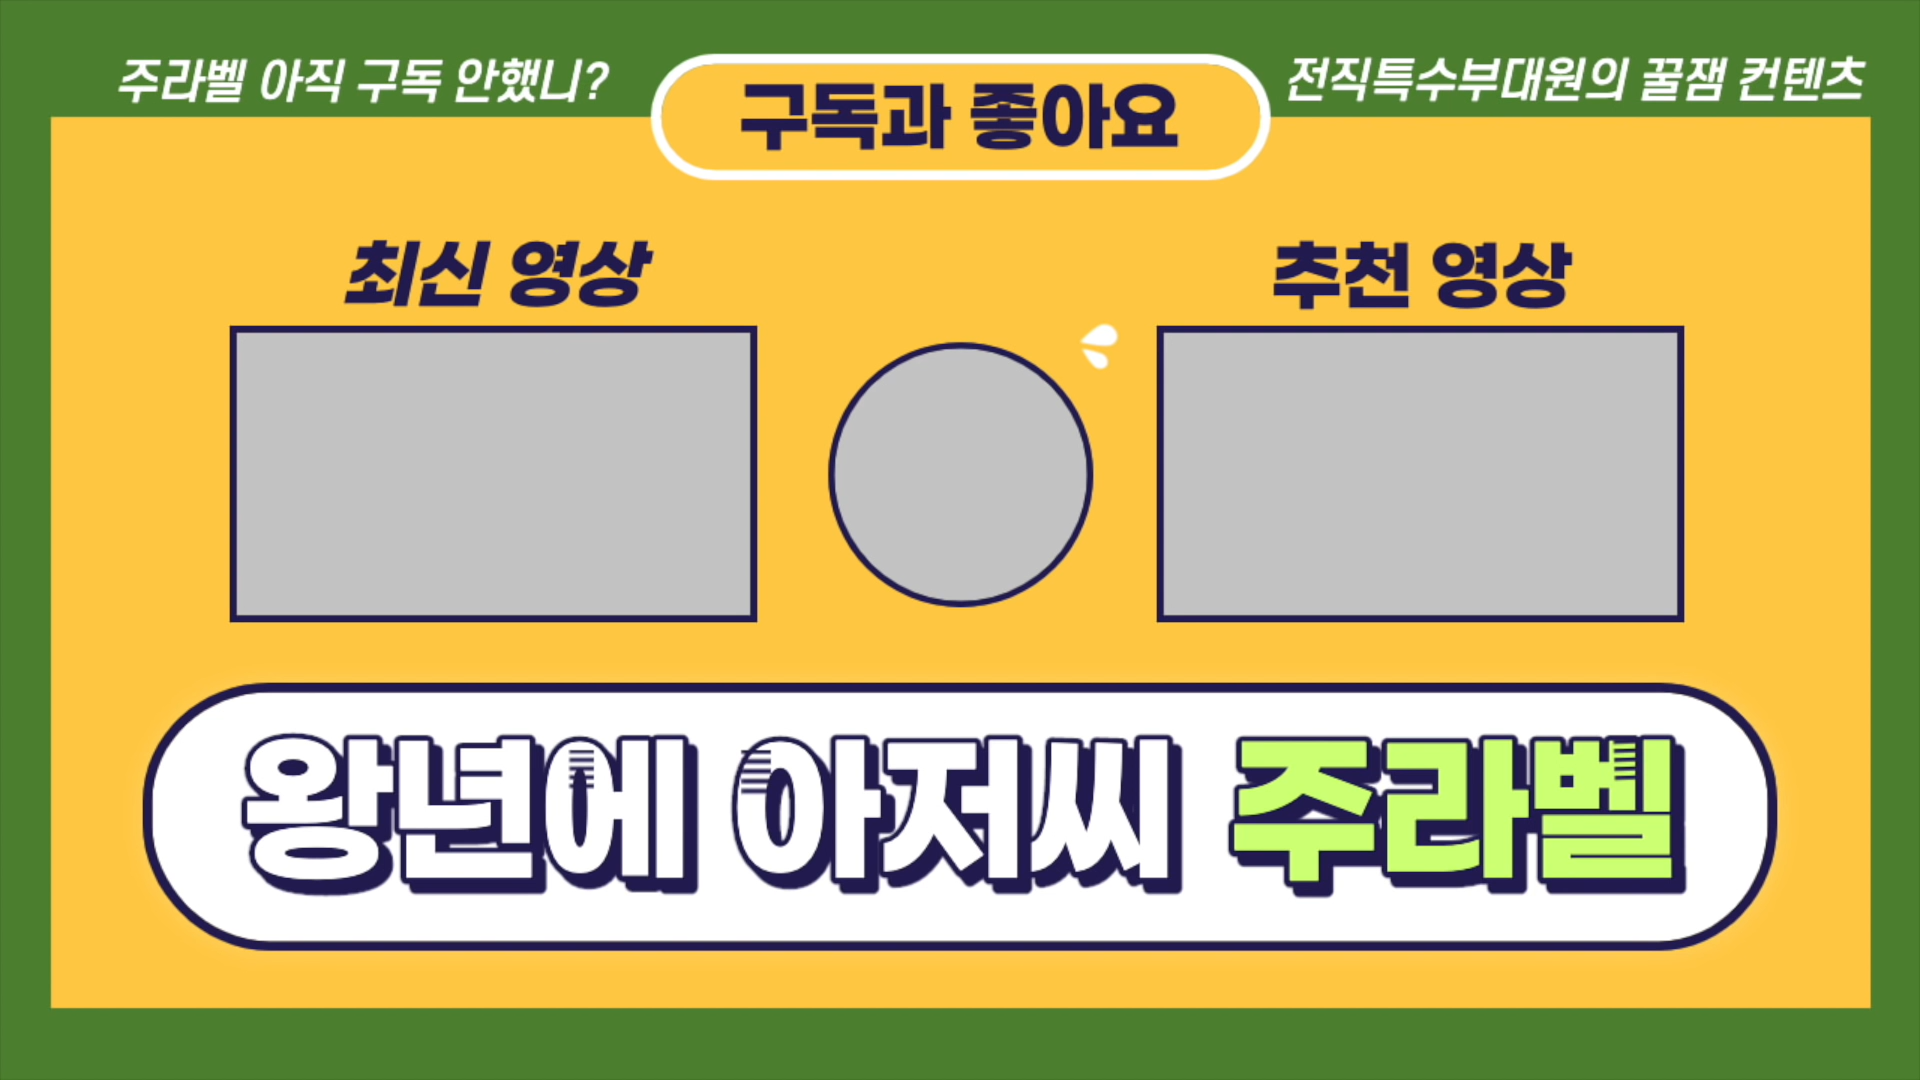 주라벨 아직 구독 안했니?
구독과 좋아요
전직특수부대원의 꿀잼 컨텐츠
최신 영상
추천 영상
왕년에 아저씨 주라벨